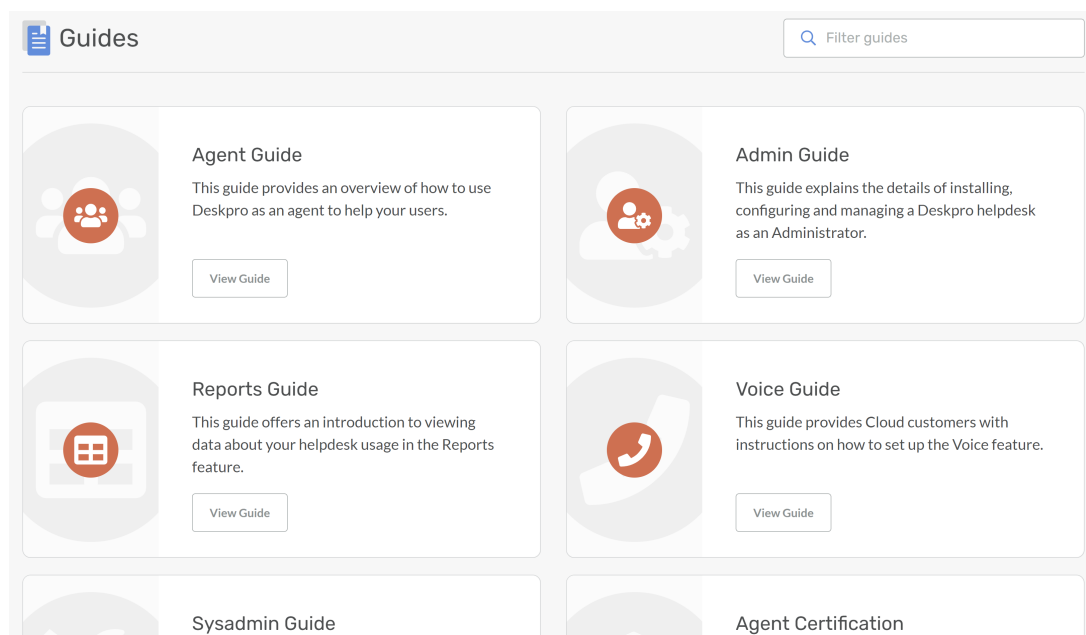 Guides
Filter guides
Agent Guide
This guide provides an overview of how to use
Deskpro as an agent to help your users.
View Guide
Admin Guide
This guide explains the details of installing,
configuring and managing a Deskpro helpdesk
as an Administrator.
View Guide
Reports Guide
This guide offers an introduction to viewing
data about your helpdesk usage in the Reports
feature.
View Guide
Voice Guide
This guide provides Cloud customers with
instructions on how to set up the Voice feature.
View Guide
Sysadmin Guide
Agent Certification